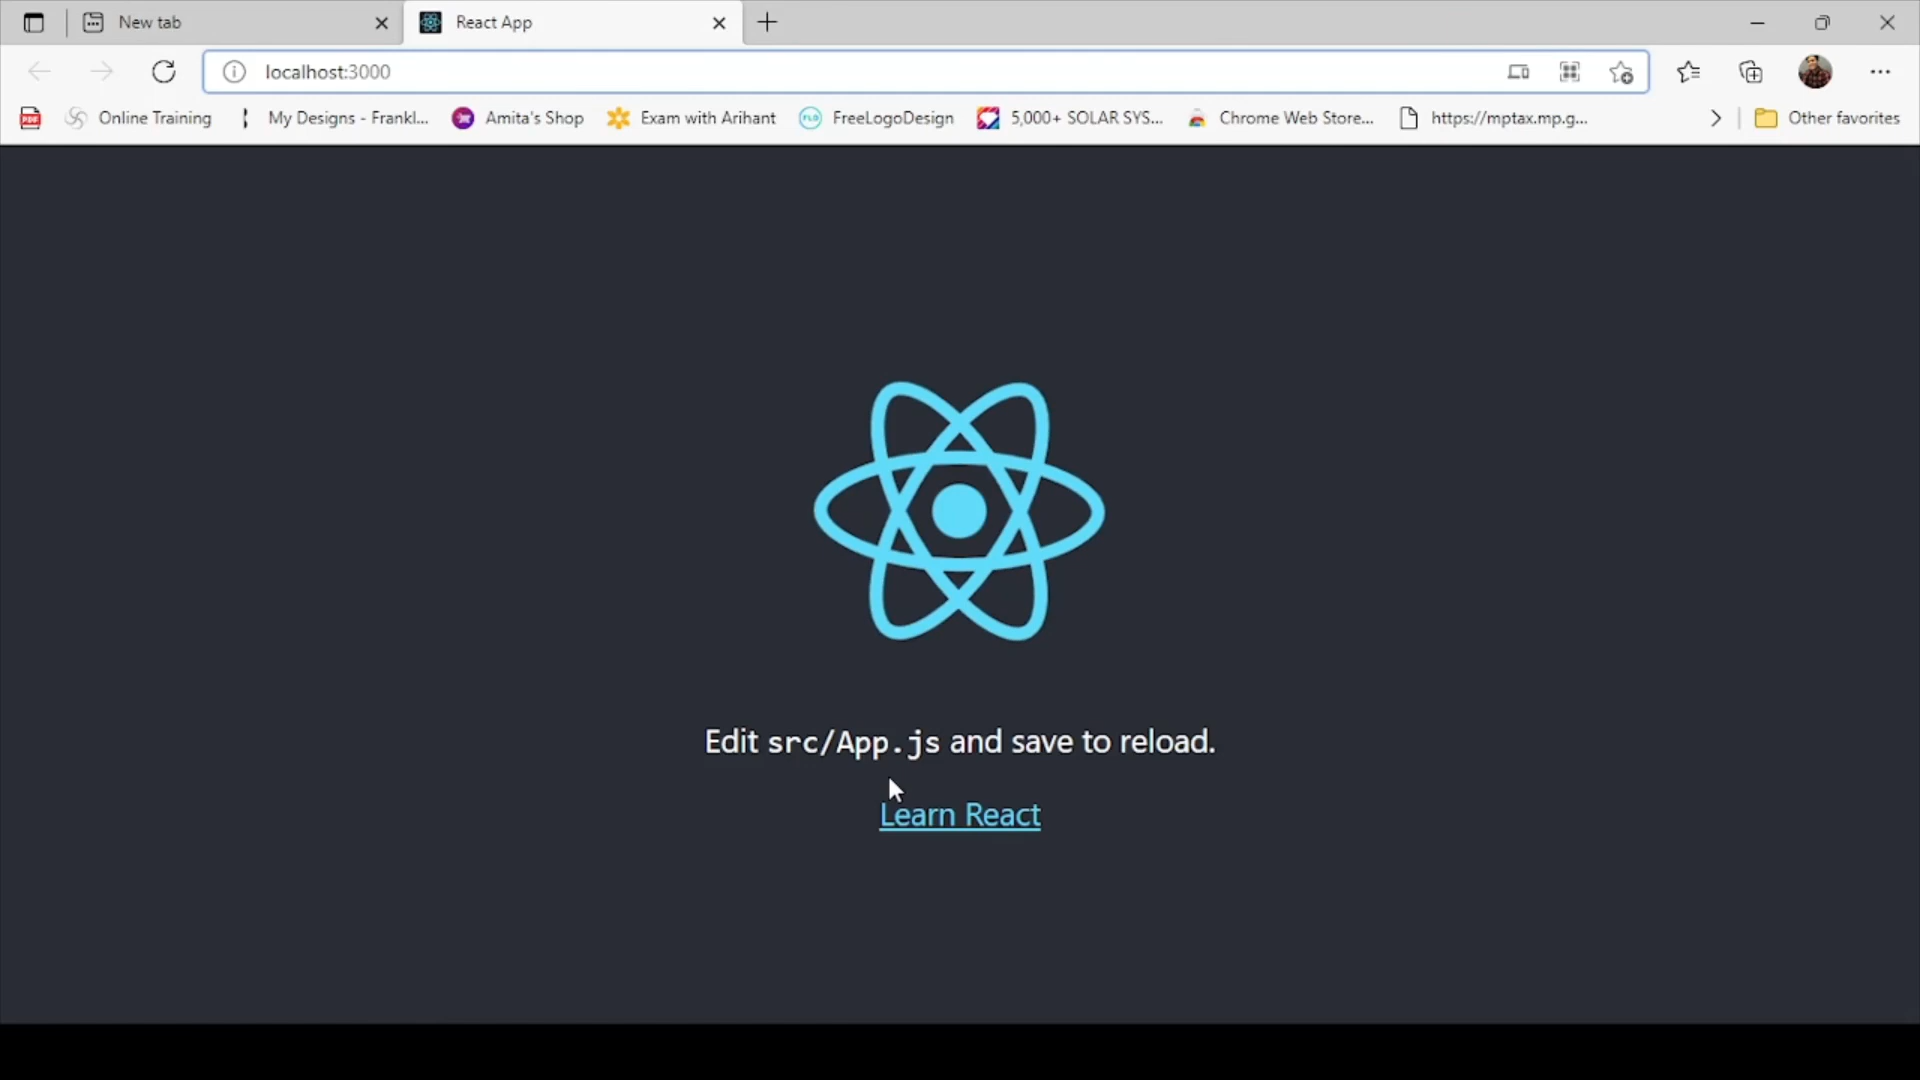 New tab
React App
localhost:3000
PDF
Online Training
My Designs - Frankl...
Amita's Shop
Exam with Arihant
FLD
FreeLogoDesign
5,000+ SOLAR SYS...
Chrome Web Store...
https://mptax.mp.g...
Other favorites
Edit src/App.js and save to reload.
Learn React